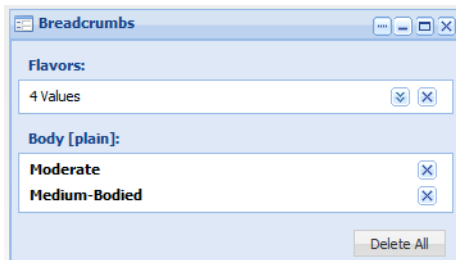 Breadcrumbs
Flavors:
4 Values
Body [plain]:
Moderate
Medium-Bodied
Delete All